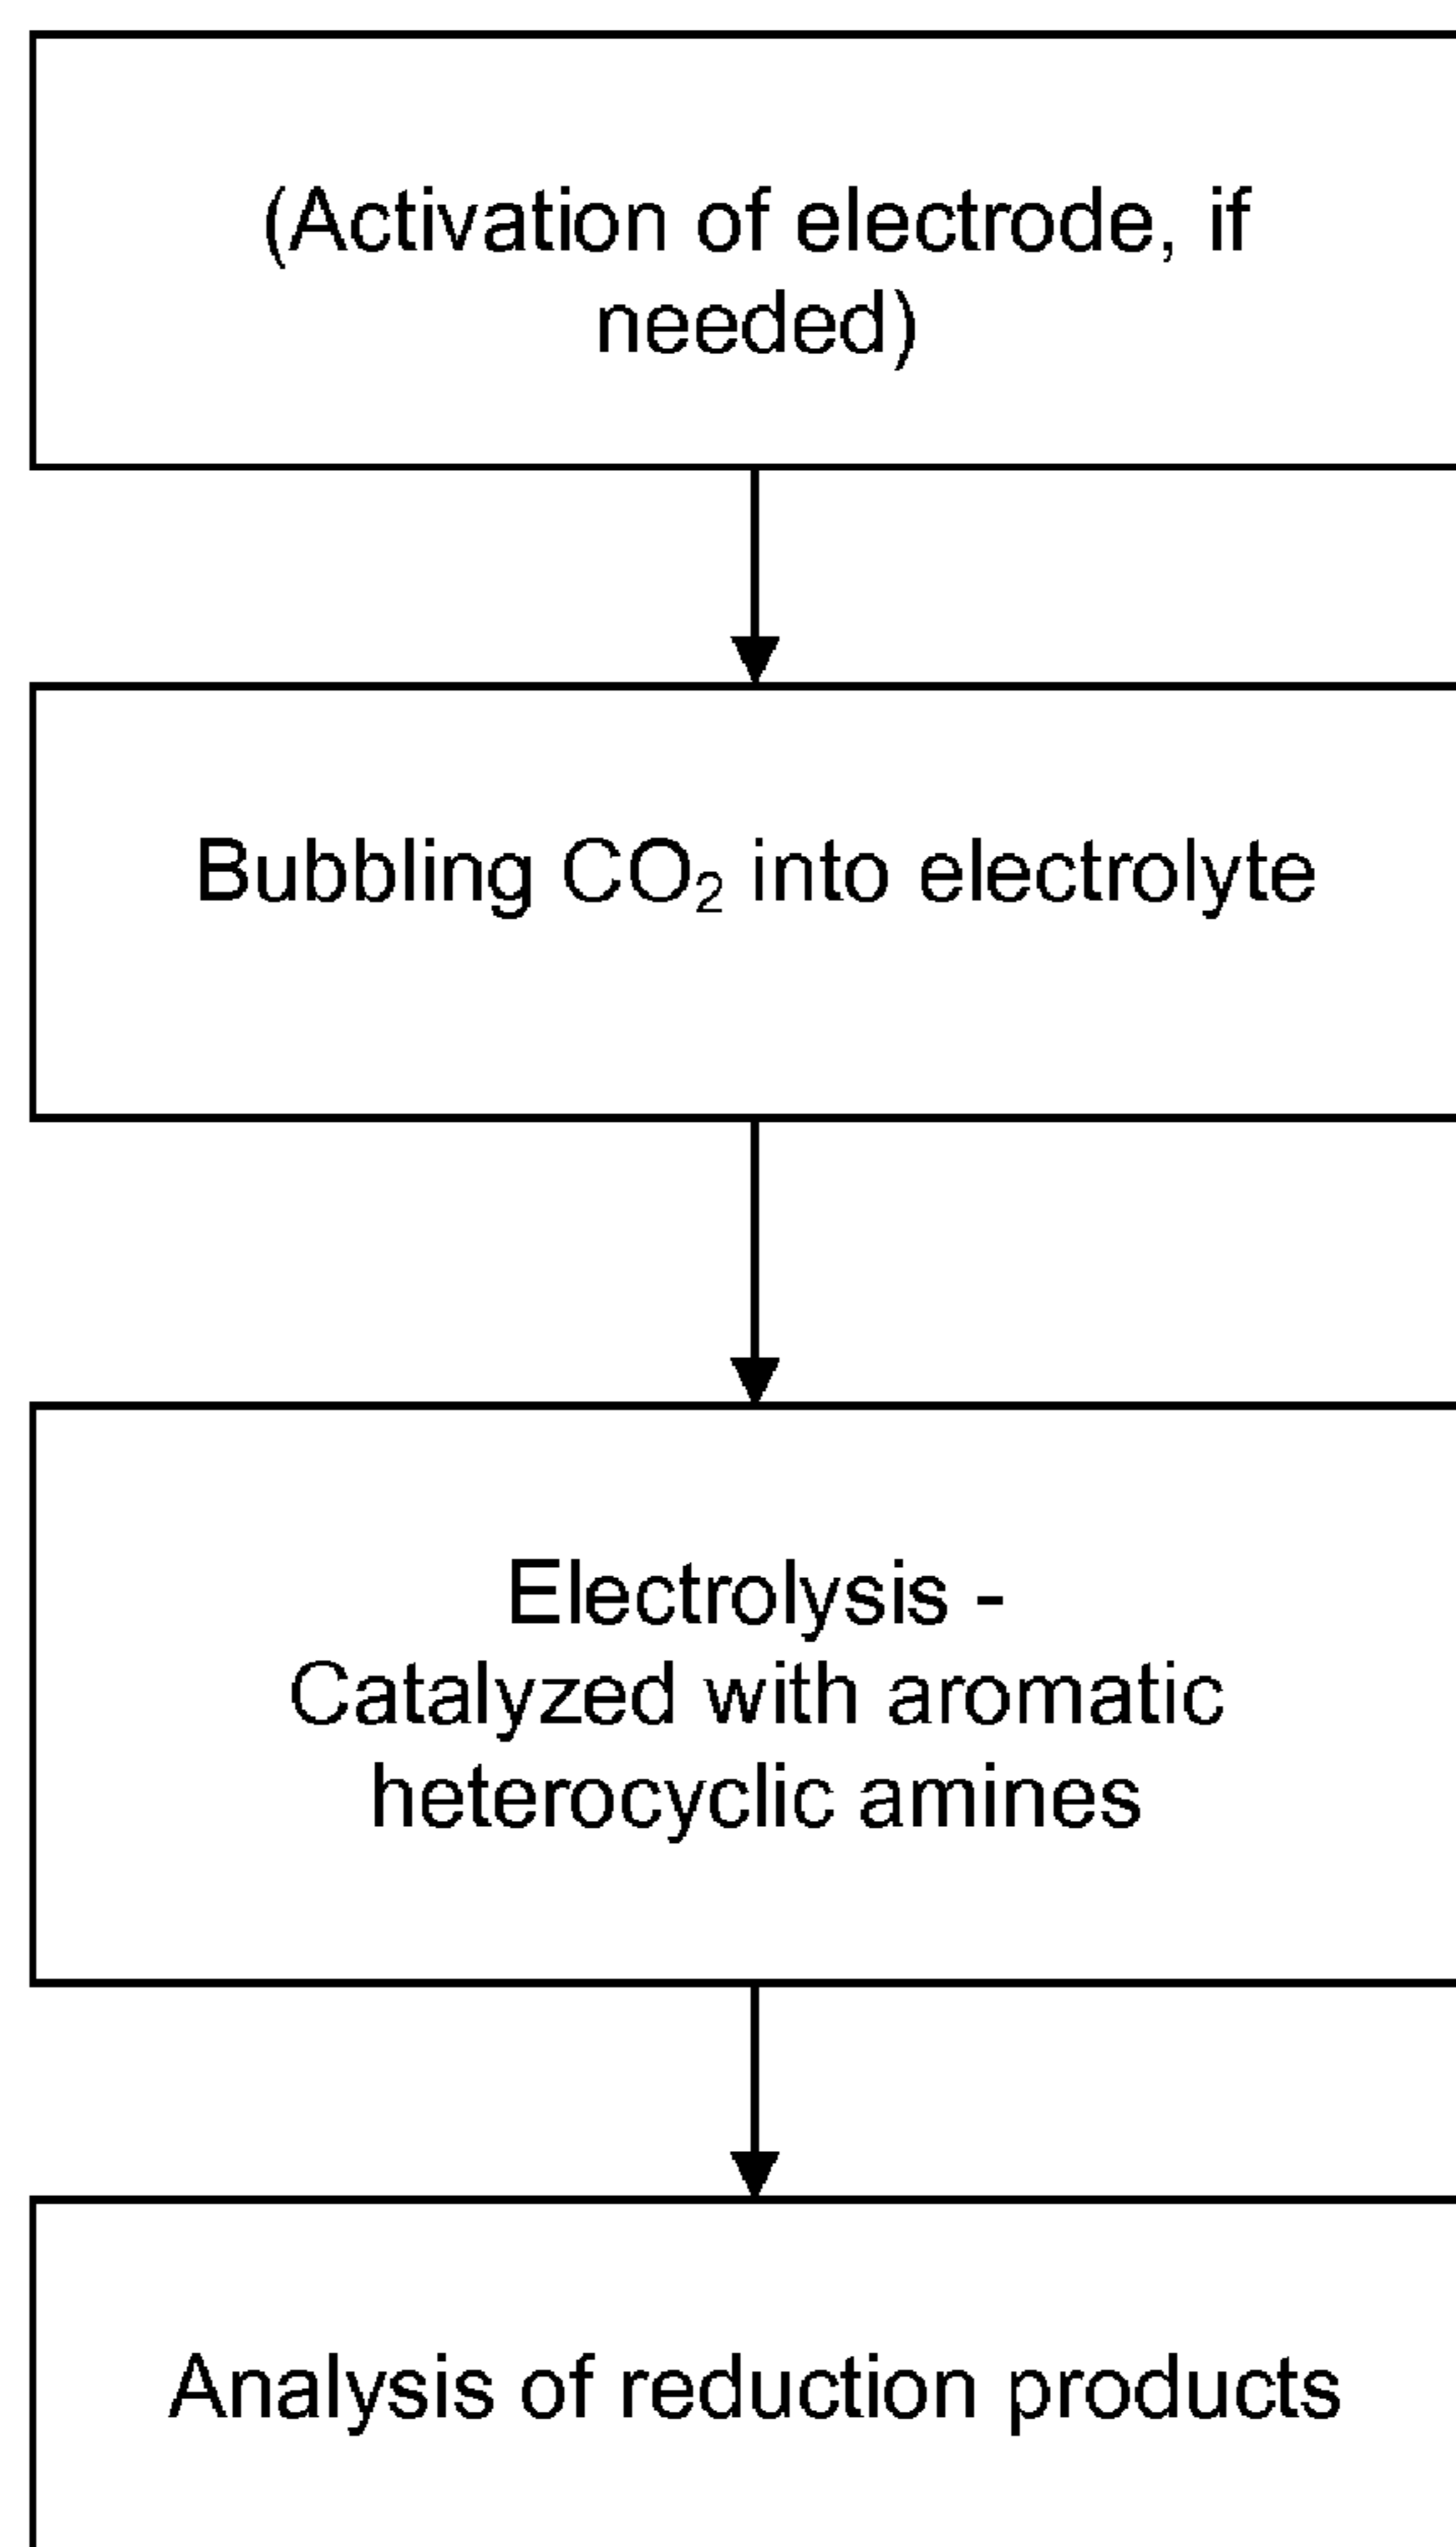 (Activation of electrode, if
needed)
Bubbling CO₂ into electrolyte
Electrolysis -
Catalyzed with aromatic
heterocyclic amines
Analysis of reduction products